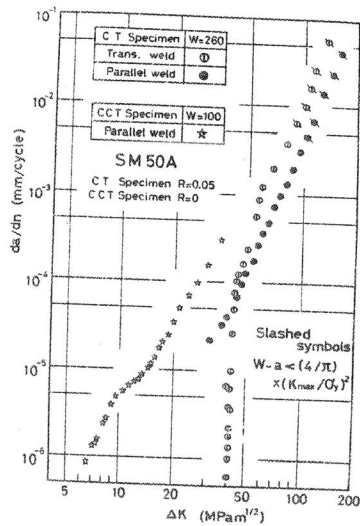 CT Specimen W=260
Trans. weld
Parallel weld
CCT Specimen W=100
Parallel weld ☆
SM50A
CT Specimen R=0.05
CCT Specimen R=0
Slashed
symbols
W-a<(4/π)
×(Kmax/σy)²
da/dn (mm/cycle)
10⁻¹
10⁻²
10⁻³
10⁻⁴
10⁻⁵
10⁻⁶
5 10 20 50 100 200
ΔK (MPam^1/2)